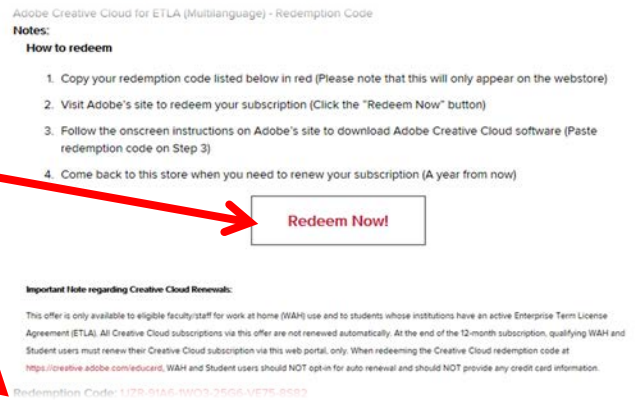 Adobe Creative Cloud for ETLA (Multilanguage) - Redemption Code
Notes:
How to redeem
1. Copy your redemption code listed below in red (Please note that this will only appear on the webstore)
2. Visit Adobe's site to redeem your subscription (Click the "Redeem Now" button)
3. Follow the onscreen instructions on Adobe's site to download Adobe Creative Cloud software (Paste
redemption code on Step 3)
4. Come back to this store when you need to renew your subscription (A year from now)
Redeem Now!
Important Note regarding Creative Cloud Renewals:
This offer is only available to eligible faculty/staff for work at home (WAH) use and to students whose institutions have an active Enterprise Term License
Agreement (ETLA). All Creative Cloud subscriptions via this offer are not renewed automatically. At the end of the 12-month subscription, qualifying WAH and
Student users must renew their Creative Cloud subscription via this web portal, only. When redeeming the Creative Cloud redemption code at
https://creative.adobe.com/educard, WAH and Student users should NOT opt-in for auto renewal and should NOT provide any credit card information.
Redemption Code: